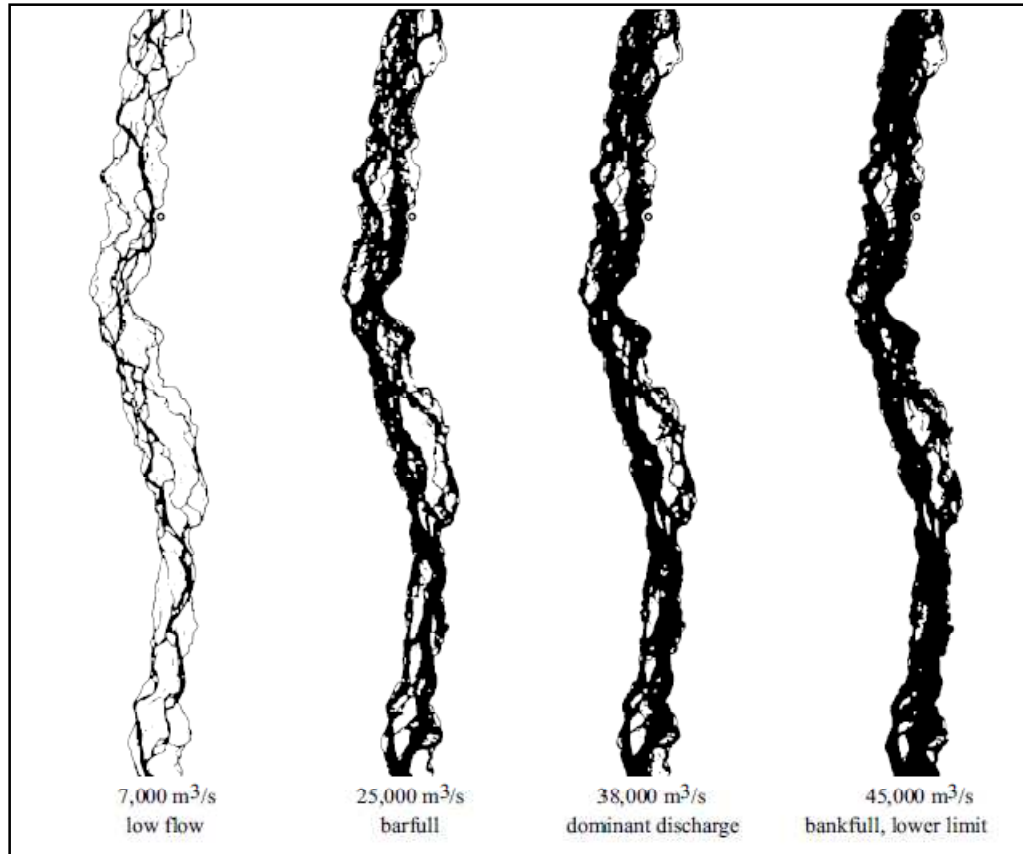 7,000 m³/s
low flow
25,000 m³/s
barfull
38,000 m³/s
dominant discharge
45,000 m³/s
bankfull, lower limit